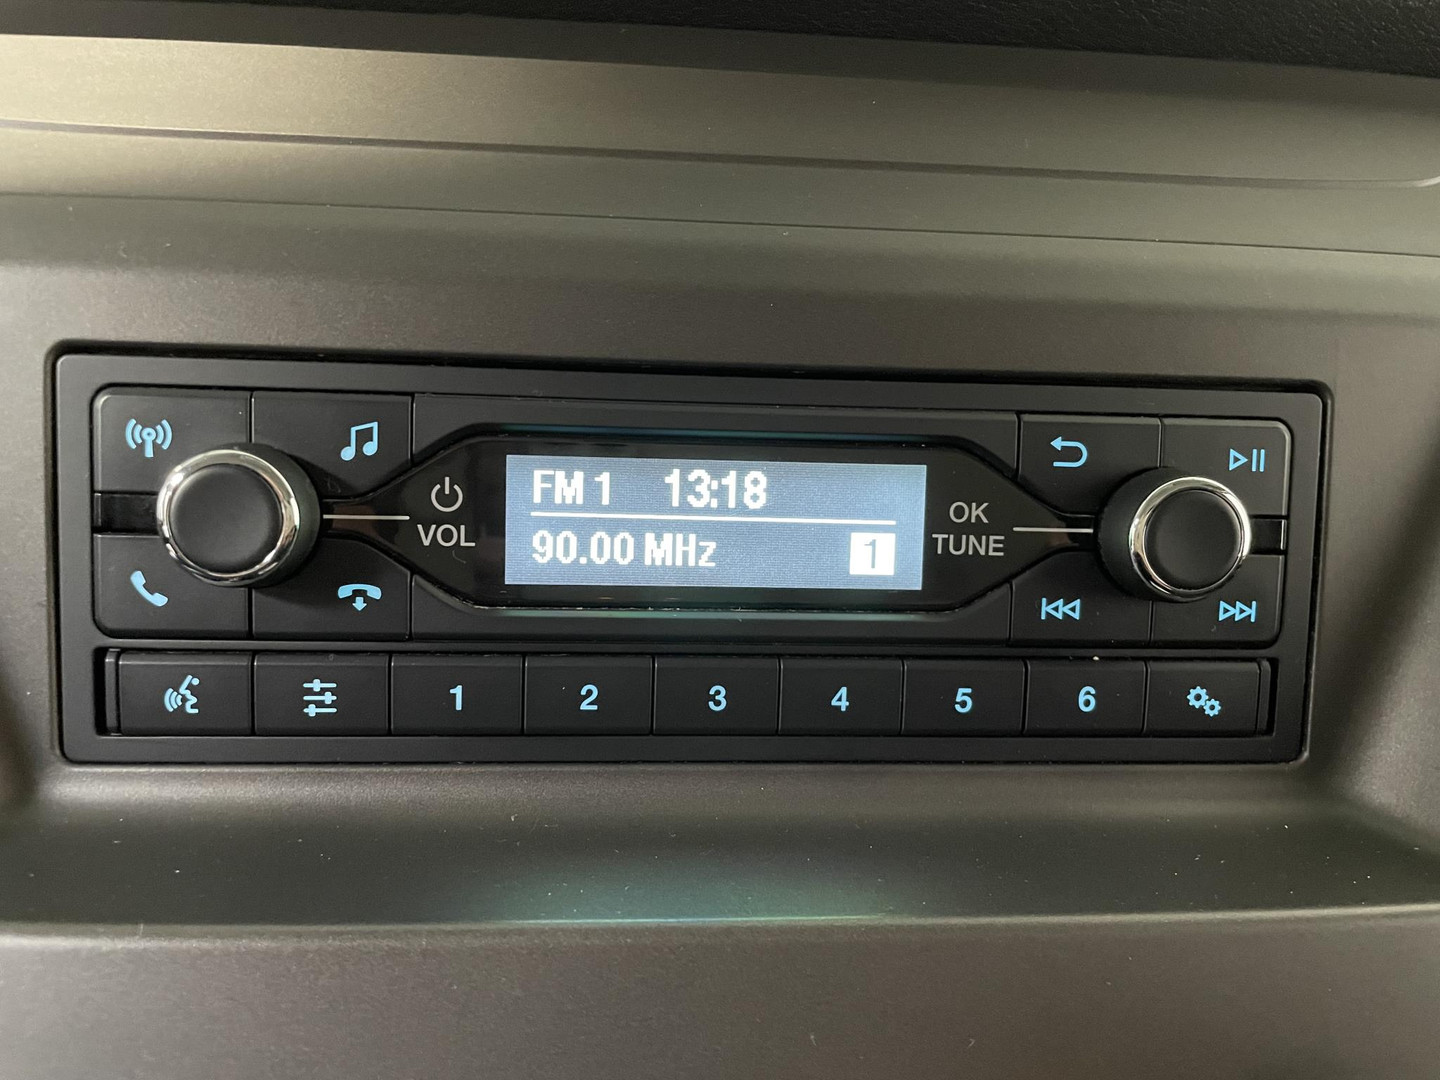 FM 1 13:18
90.00 MHz 1
VOL
OK
TUNE
1 2 3 4 5 6